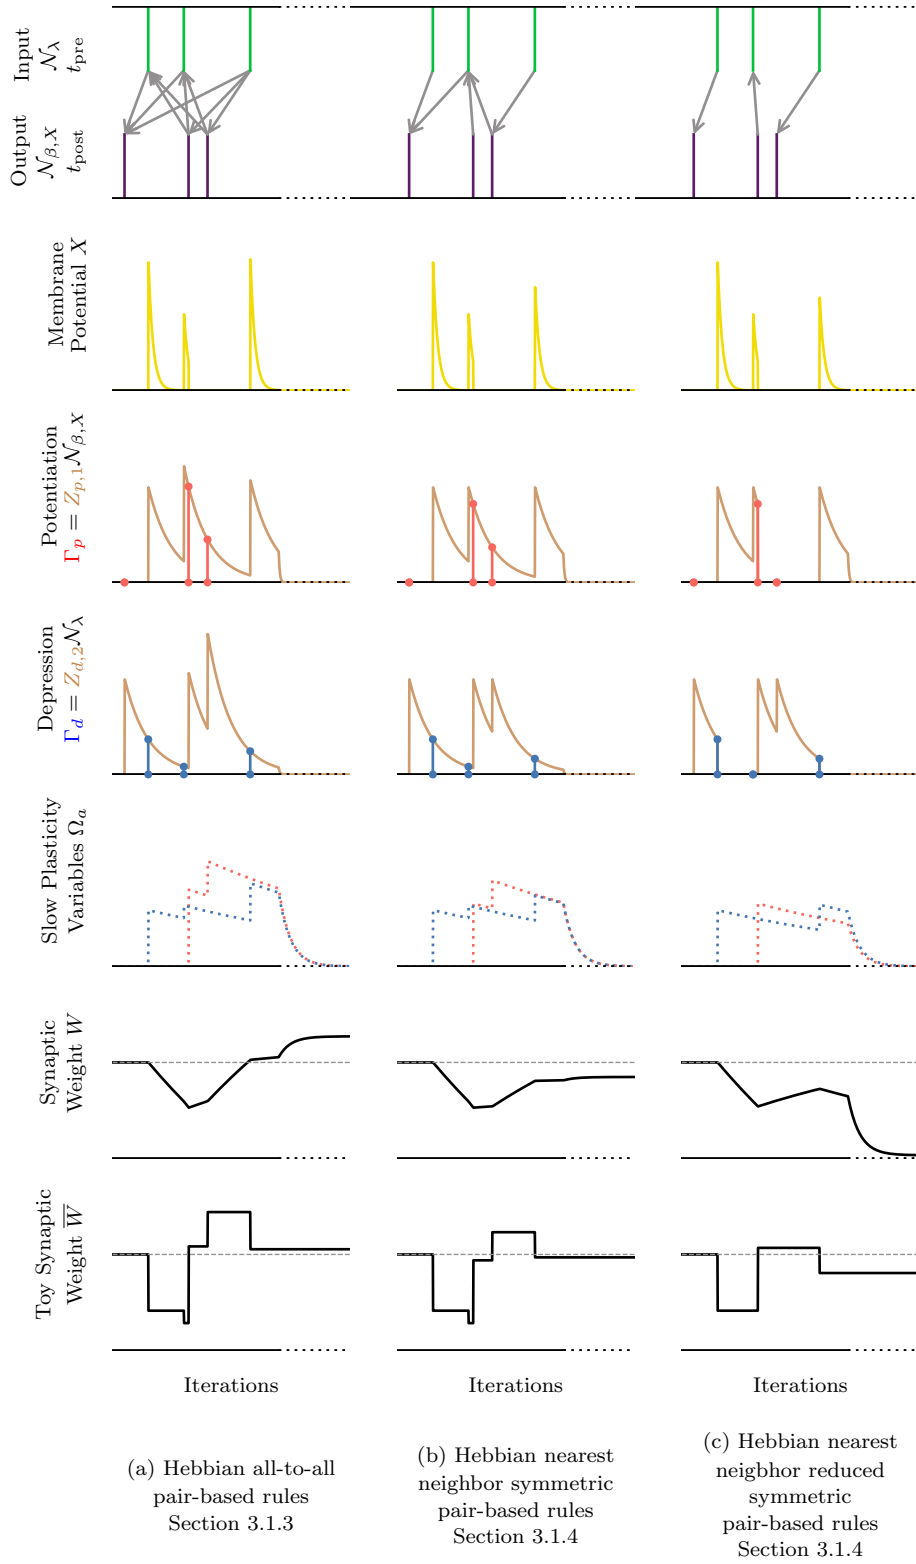 Input
𝒩_λ
t_pre
Output
𝒩_{β,X}
t_post
Membrane
Potential X
Potentiation
Γ_p = Z_{p,1}𝒩_{β,X}
Depression
Γ_d = Z_{d,2}𝒩_λ
Slow Plasticity
Variables Ω_a
Synaptic
Weight W
Toy Synaptic
Weight W̅
Iterations
Iterations
Iterations
(a) Hebbian all-to-all
pair-based rules
Section 3.1.3
(b) Hebbian nearest
neighbor symmetric
pair-based rules
Section 3.1.4
(c) Hebbian nearest
neigbhor reduced
symmetric
pair-based rules
Section 3.1.4